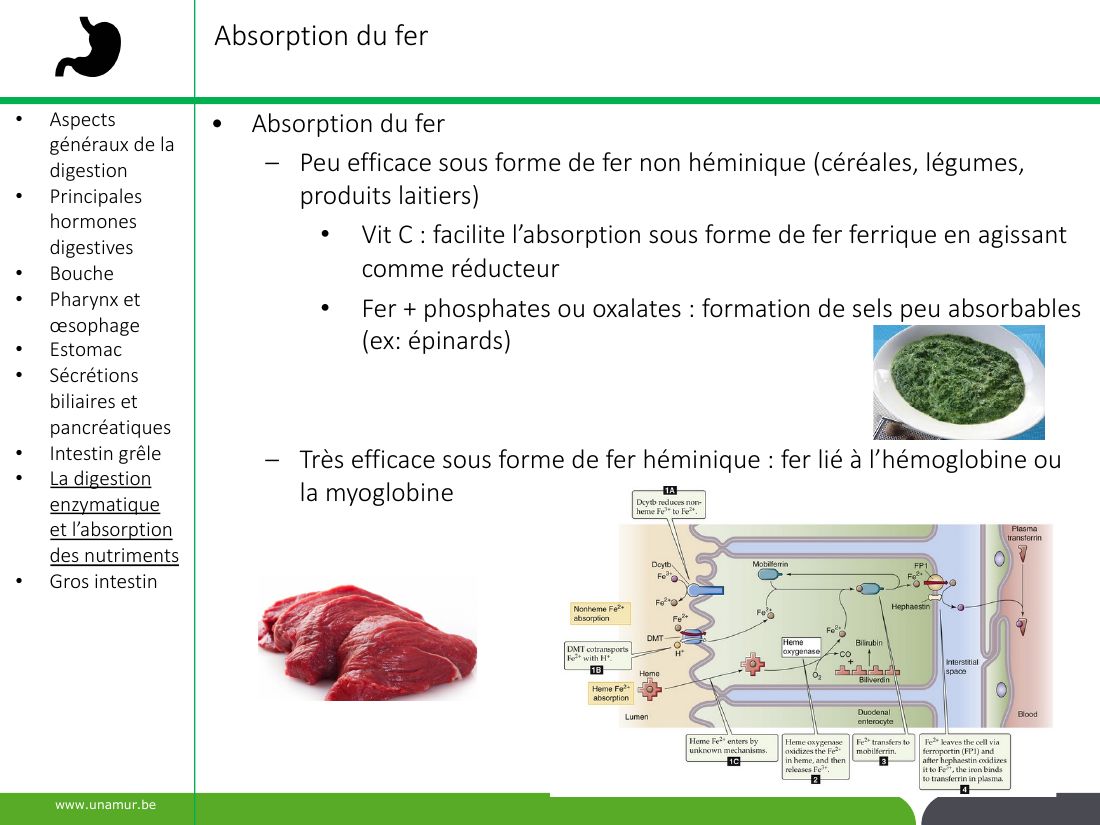 Absorption du fer
• Aspects
généraux de la
digestion
• Principales
hormones
digestives
• Bouche
• Pharynx et
œsophage
• Estomac
• Sécrétions
biliaires et
pancréatiques
• Intestin grêle
• La digestion
enzymatique
et l’absorption
des nutriments
• Gros intestin
• Absorption du fer
– Peu efficace sous forme de fer non héminique (céréales, légumes,
produits laitiers)
• Vit C : facilite l’absorption sous forme de fer ferrique en agissant
comme réducteur
• Fer + phosphates ou oxalates : formation de sels peu absorbables
(ex: épinards)
– Très efficace sous forme de fer héminique : fer lié à l’hémoglobine ou
la myoglobine
1A
Dcytb reduces non-
heme Fe³⁺ to Fe²⁺.
Plasma
transferrin
Dcytb
Fe³⁺
Mobilferrin
FP1
Fe²⁺
Fe²⁺
Hephaestin
Nonheme Fe²⁺
absorption
Fe²⁺
Fe²⁺
Fe²⁺
DMT
H⁺
DMT cotransports
Fe²⁺ with H⁺.
1B
Heme
oxygenase
Bilirubin
CO
+
O₂
Biliverdin
Heme
Heme Fe²⁺
absorption
Interstitial
space
Lumen
Duodenal
enterocyte
Blood
Heme Fe²⁺ enters by
unknown mechanisms.
1C
Heme oxygenase
oxidizes the Fe²⁺
in heme, and then
releases Fe³⁺.
2
Fe²⁺ transfers to
mobilferrin.
3
Fe²⁺ leaves the cell via
ferroportin (FP1) and
after hephaestin oxidizes
it to Fe³⁺, the iron binds
to transferrin in plasma.
4
www.unamur.be